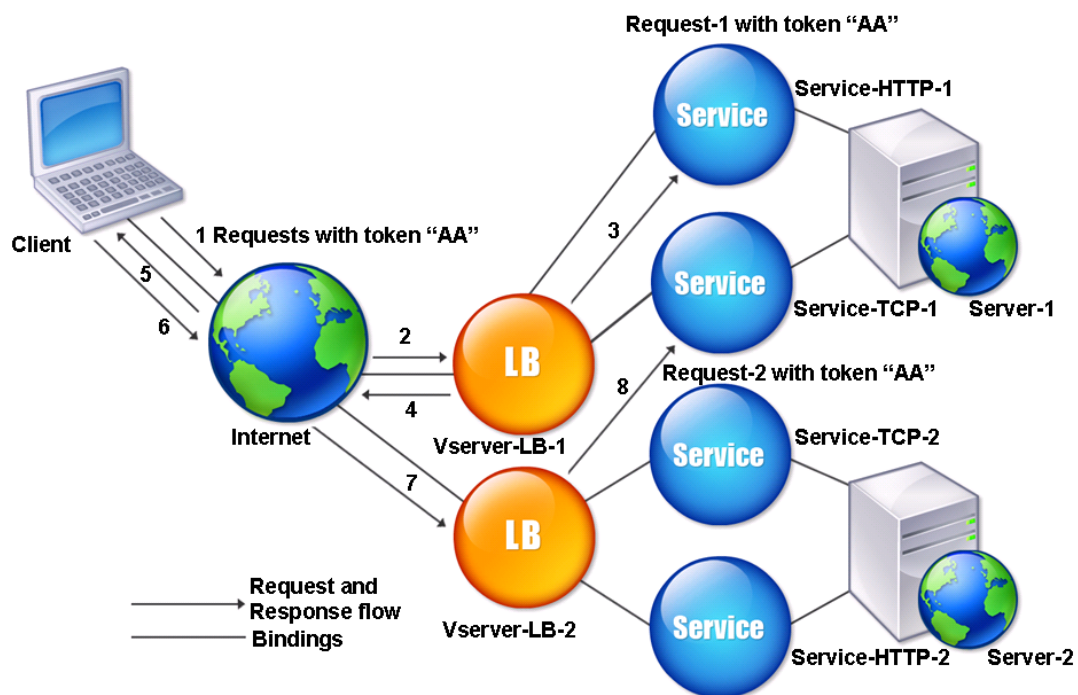 Request-1 with token “AA”
Service
Service-HTTP-1
Client
1 Requests with token “AA”
3
5
Service
6
2
Service-TCP-1
Server-1
LB
8
Request-2 with token “AA”
4
Internet
Vserver-LB-1
Service-TCP-2
Service
7
LB
Request and
Response flow
Bindings
Vserver-LB-2
Service
Service-HTTP-2
Server-2